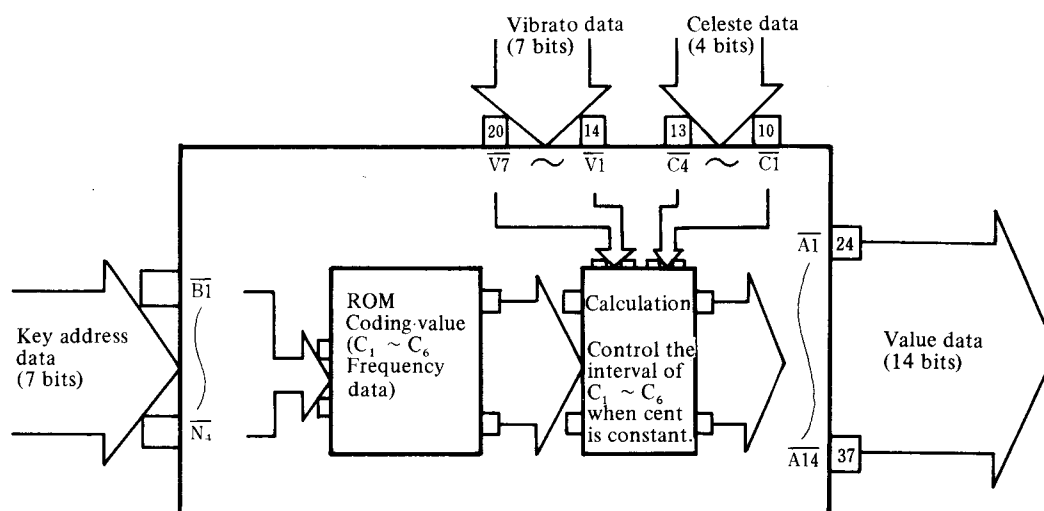 Vibrato data
(7 bits)
Celeste data
(4 bits)
20
14
13
10
V7
~
V1
C4
~
C1
B1
N4
Key address
data
(7 bits)
ROM
Coding-value
(C1 ~ C6
Frequency
data)
Calculation
Control the
interval of
C1 ~ C6
when cent
is constant.
A1
24
A14
37
Value data
(14 bits)